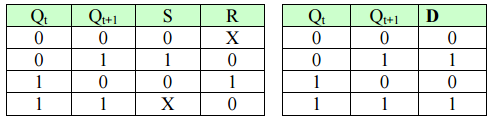 Qt Qt+1 S R
0 0 0 X
0 1 1 0
1 0 0 1
1 1 X 0
Qt Qt+1 D
0 0 0
0 1 1
1 0 0
1 1 1